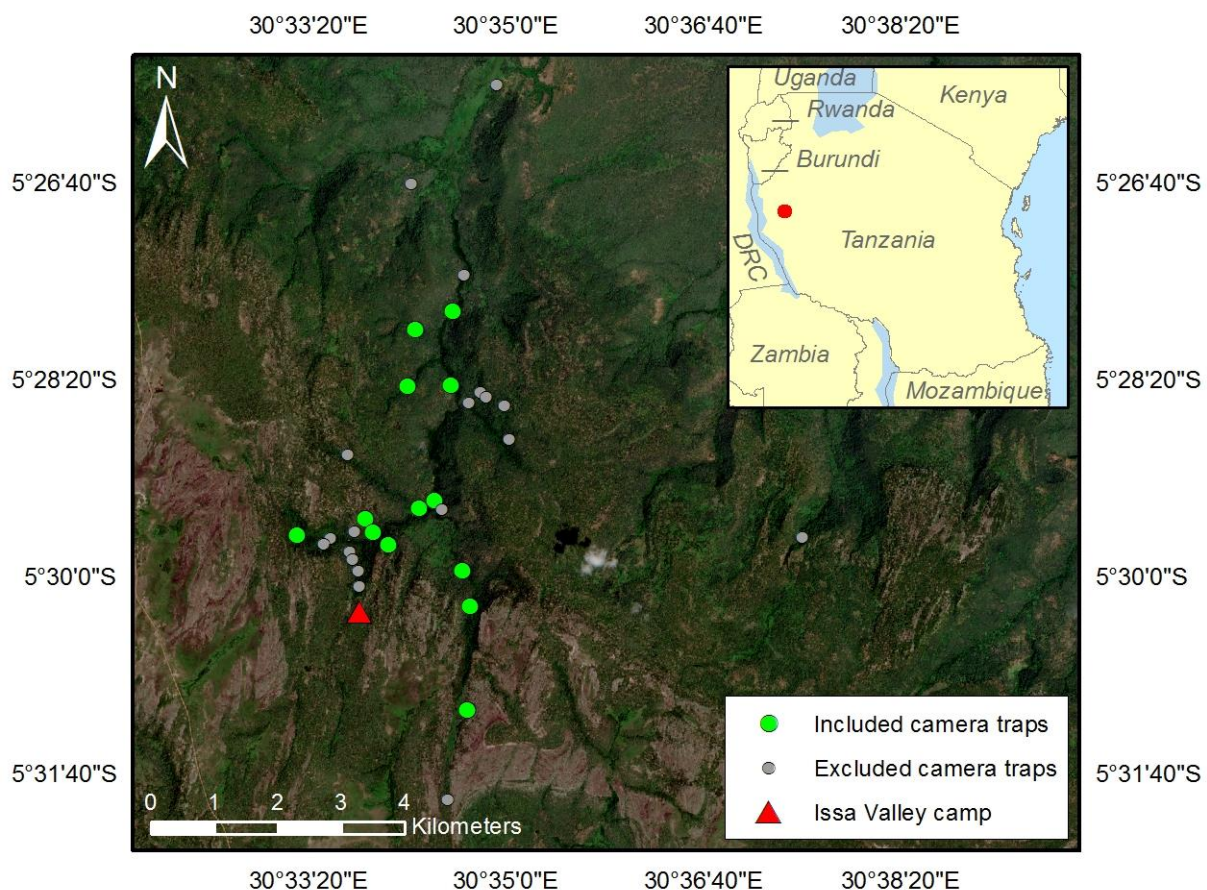 30°33'20"E 30°35'0"E 30°36'40"E 30°38'20"E
N
Uganda
Kenya
Rwanda
Burundi
DRC
Tanzania
Zambia
Mozambique
5°26'40"S 5°26'40"S
5°28'20"S 5°28'20"S
5°30'0"S 5°30'0"S
5°31'40"S 5°31'40"S
Included camera traps
Excluded camera traps
Issa Valley camp
0 1 2 3 4
Kilometers
30°33'20"E 30°35'0"E 30°36'40"E 30°38'20"E